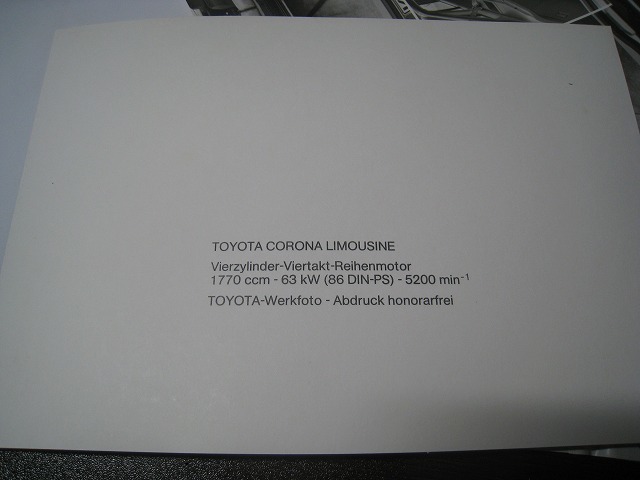 TOYOTA CORONA LIMOUSINE
Vierzylinder-Viertakt-Reihenmotor
1770 ccm - 63 kW (86 DIN-PS) - 5200 min⁻¹
TOYOTA-Werkfoto - Abdruck honorarfrei